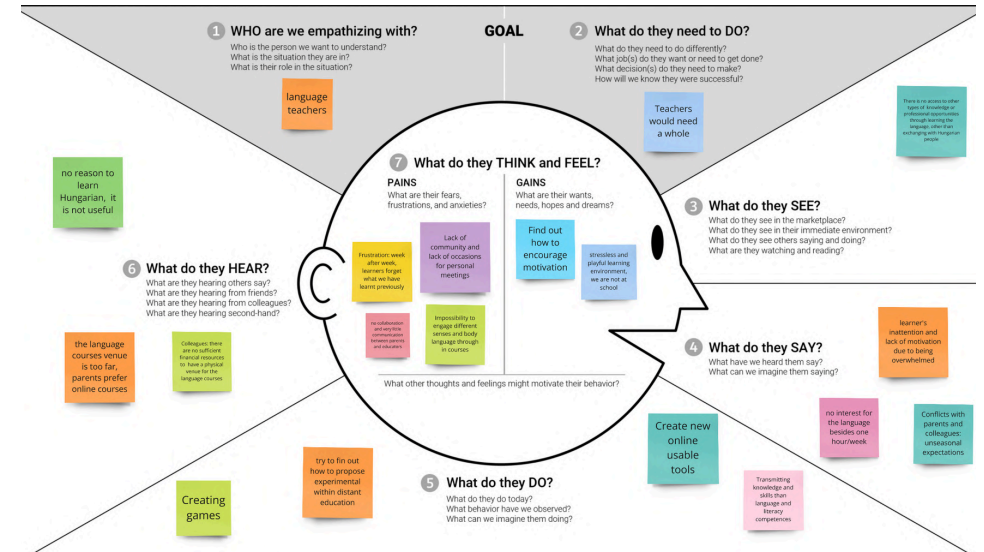 1 WHO are we empathizing with?
Who is the person we want to understand?
What is the situation they are in?
What is their role in the situation?
language
teachers
GOAL
2 What do they need to DO?
What do they need to do differently?
What job(s) do they want or need to get done?
What decision(s) do they need to make?
How will we know they were successful?
Teachers
would need
a whole
There is no access to other
types of knowledge or
professional opportunities
through learning the
language, other than
exchanging with Hungarian
people
3 What do they SEE?
What do they see in the marketplace?
What do they see in their immediate environment?
What do they see others saying and doing?
What are they watching and reading?
4 What do they SAY?
What have we heard them say?
What can we imagine them saying?
learner's
inattention and
lack of motivation
due to being
overwhelmed
no interest for
the language
besides one
hour/week
Conflicts with
parents and
colleagues:
unseasonal
expectations
Create new
online
usable
tools
Transmitting
knowledge and
skills than
language and
literacy
competences
5 What do they DO?
What do they do today?
What behavior have we observed?
What can we imagine them doing?
try to fin out
how to propose
experimental
within distant
education
Creating
games
6 What do they HEAR?
What are they hearing others say?
What are they hearing from friends?
What are they hearing from colleagues?
What are they hearing second-hand?
no reason to
learn
Hungarian, it
is not useful
the language
courses venue
is too far,
parents prefer
online courses
Colleagues: there
are no sufficient
financial resources
to have a physical
venue for the
language courses
7 What do they THINK and FEEL?
PAINS
What are their fears,
frustrations, and anxieties?
Frustration: week
after week,
learners forget
what we have
learnt previously
Lack of
community and
lack of occasions
for personal
meetings
no collaboration
and very little
communication
between parents
and educators
Impossibility to
engage different
senses and body
language through
in courses
GAINS
What are their wants,
needs, hopes and dreams?
Find out
how to
encourage
motivation
stressless and
playful learning
environment,
we are not at
school
What other thoughts and feelings might motivate their behavior?